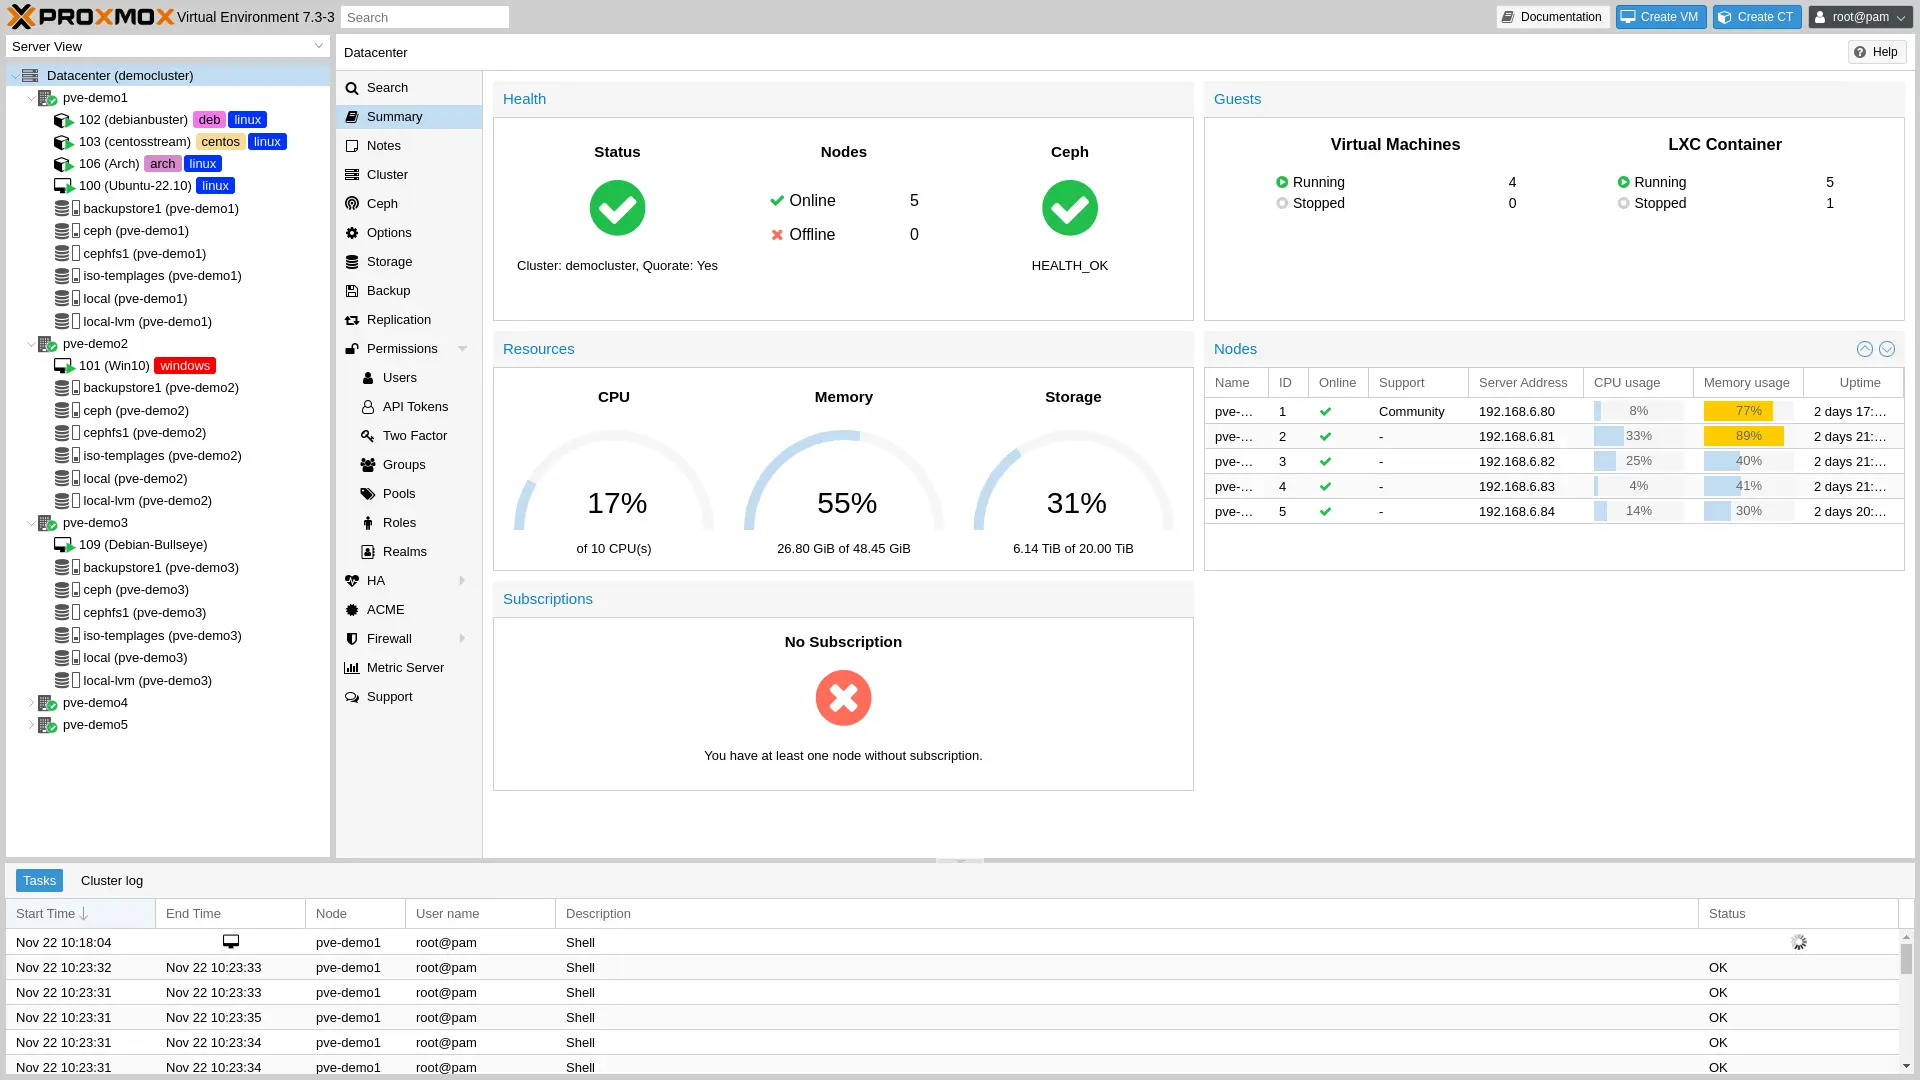 PROXMOX Virtual Environment 7.3-3 Search Documentation Create VM Create CT root@pam
Server View
Datacenter (democluster)
pve-demo1
102 (debianbuster) deb linux
103 (centosstream) centos linux
106 (Arch) arch linux
100 (Ubuntu-22.10) linux
backupstore1 (pve-demo1)
ceph (pve-demo1)
cephfs1 (pve-demo1)
iso-templages (pve-demo1)
local (pve-demo1)
local-lvm (pve-demo1)
pve-demo2
101 (Win10) windows
backupstore1 (pve-demo2)
ceph (pve-demo2)
cephfs1 (pve-demo2)
iso-templages (pve-demo2)
local (pve-demo2)
local-lvm (pve-demo2)
pve-demo3
109 (Debian-Bullseye)
backupstore1 (pve-demo3)
ceph (pve-demo3)
cephfs1 (pve-demo3)
iso-templages (pve-demo3)
local (pve-demo3)
local-lvm (pve-demo3)
pve-demo4
pve-demo5
Datacenter Help
Search
Summary
Notes
Cluster
Ceph
Options
Storage
Backup
Replication
Permissions
Users
API Tokens
Two Factor
Groups
Pools
Roles
Realms
HA
ACME
Firewall
Metric Server
Support
Health
Status Nodes Ceph
Online 5
Offline 0
Cluster: democluster, Quorate: Yes HEALTH_OK
Guests
Virtual Machines LXC Container
Running 4 Running 5
Stopped 0 Stopped 1
Resources
CPU Memory Storage
17% 55% 31%
of 10 CPU(s) 26.80 GiB of 48.45 GiB 6.14 TiB of 20.00 TiB
Nodes
Name ID Online Support Server Address CPU usage Memory usage Uptime
pve-... 1 Community 192.168.6.80 8% 77% 2 days 17:...
pve-... 2 - 192.168.6.81 33% 89% 2 days 21:...
pve-... 3 - 192.168.6.82 25% 40% 2 days 21:...
pve-... 4 - 192.168.6.83 4% 41% 2 days 21:...
pve-... 5 - 192.168.6.84 14% 30% 2 days 20:...
Subscriptions
No Subscription
You have at least one node without subscription.
Tasks Cluster log
Start Time End Time Node User name Description Status
Nov 22 10:18:04 pve-demo1 root@pam Shell
Nov 22 10:23:32 Nov 22 10:23:33 pve-demo1 root@pam Shell OK
Nov 22 10:23:31 Nov 22 10:23:33 pve-demo1 root@pam Shell OK
Nov 22 10:23:31 Nov 22 10:23:35 pve-demo1 root@pam Shell OK
Nov 22 10:23:31 Nov 22 10:23:34 pve-demo1 root@pam Shell OK
Nov 22 10:23:31 Nov 22 10:23:34 pve-demo1 root@pam Shell OK